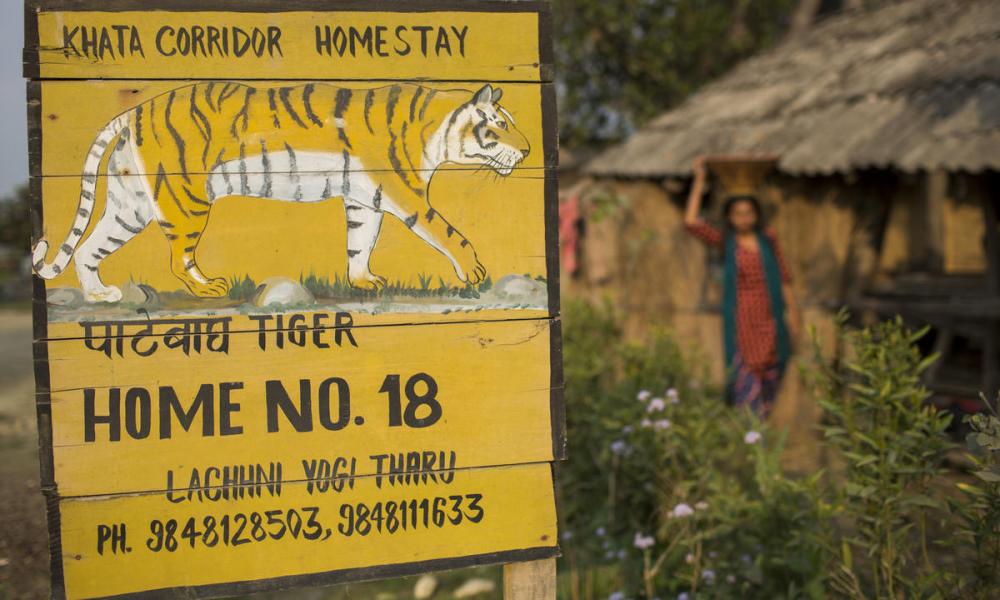 KHATA CORRIDOR HOMESTAY
पाटेबाघ TIGER
HOME NO. 18
LACHHNI YOGI THARU
PH. 9848128503, 9848111633